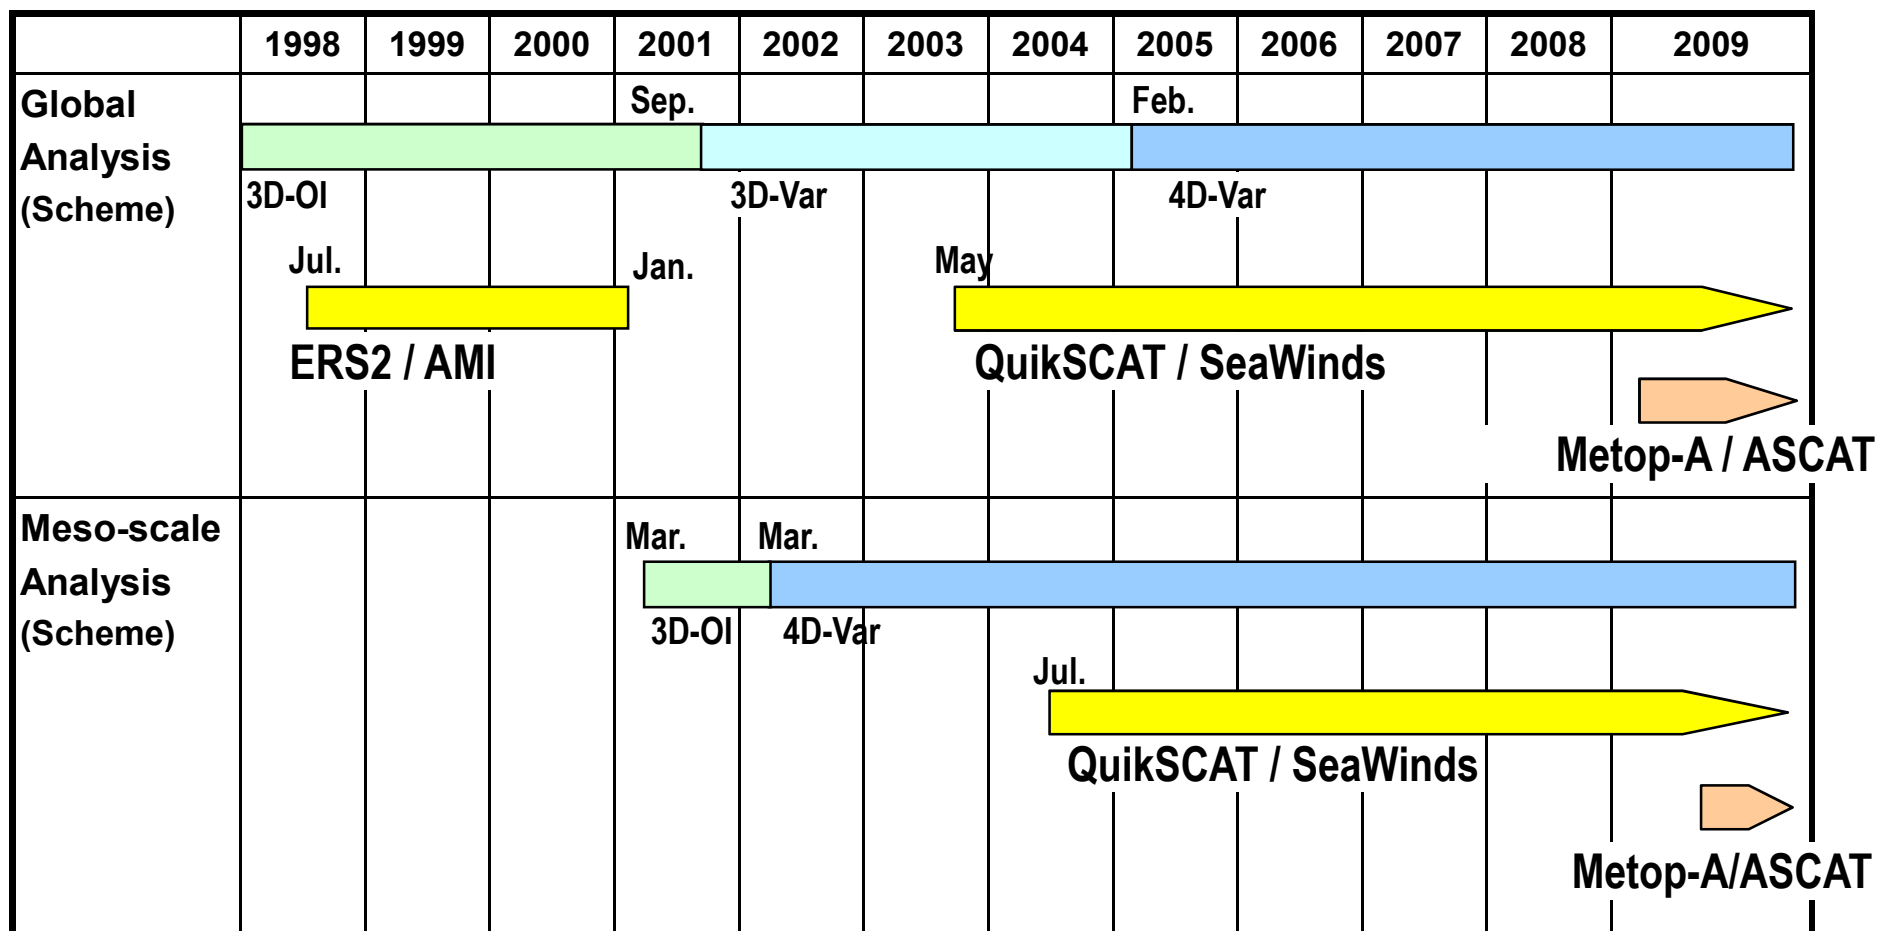 1998 1999 2000 2001 2002 2003 2004 2005 2006 2007 2008 2009
Global
Analysis
(Scheme)
Sep. Feb.
3D-OI 3D-Var 4D-Var
Jul. Jan. May
ERS2 / AMI QuikSCAT / SeaWinds
Metop-A / ASCAT
Meso-scale
Analysis
(Scheme)
Mar. Mar.
3D-OI 4D-Var
Jul.
QuikSCAT / SeaWinds
Metop-A/ASCAT